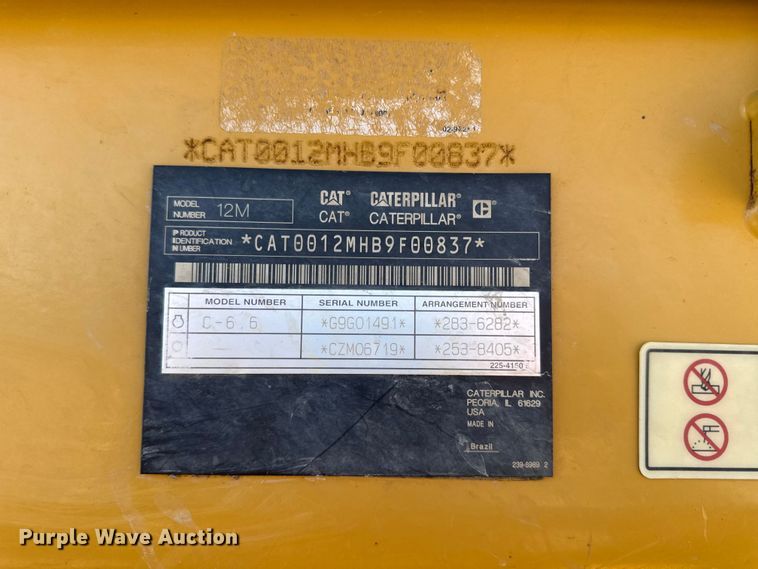 *CAT0012MHB9F00837*
MODEL NUMBER 12M
CAT® CATERPILLAR®
CAT® CATERPILLAR®
PRODUCT IDENTIFICATION NUMBER *CAT0012MHB9F00837*
MODEL NUMBER SERIAL NUMBER ARRANGEMENT NUMBER
C-6.6 *G9G01491* *283-6282*
*CZM06719* *253-8405*
225-4150
CATERPILLAR INC.
PEORIA, IL 61629
USA
MADE IN
Brazil
239-5969 2
Purple Wave Auction